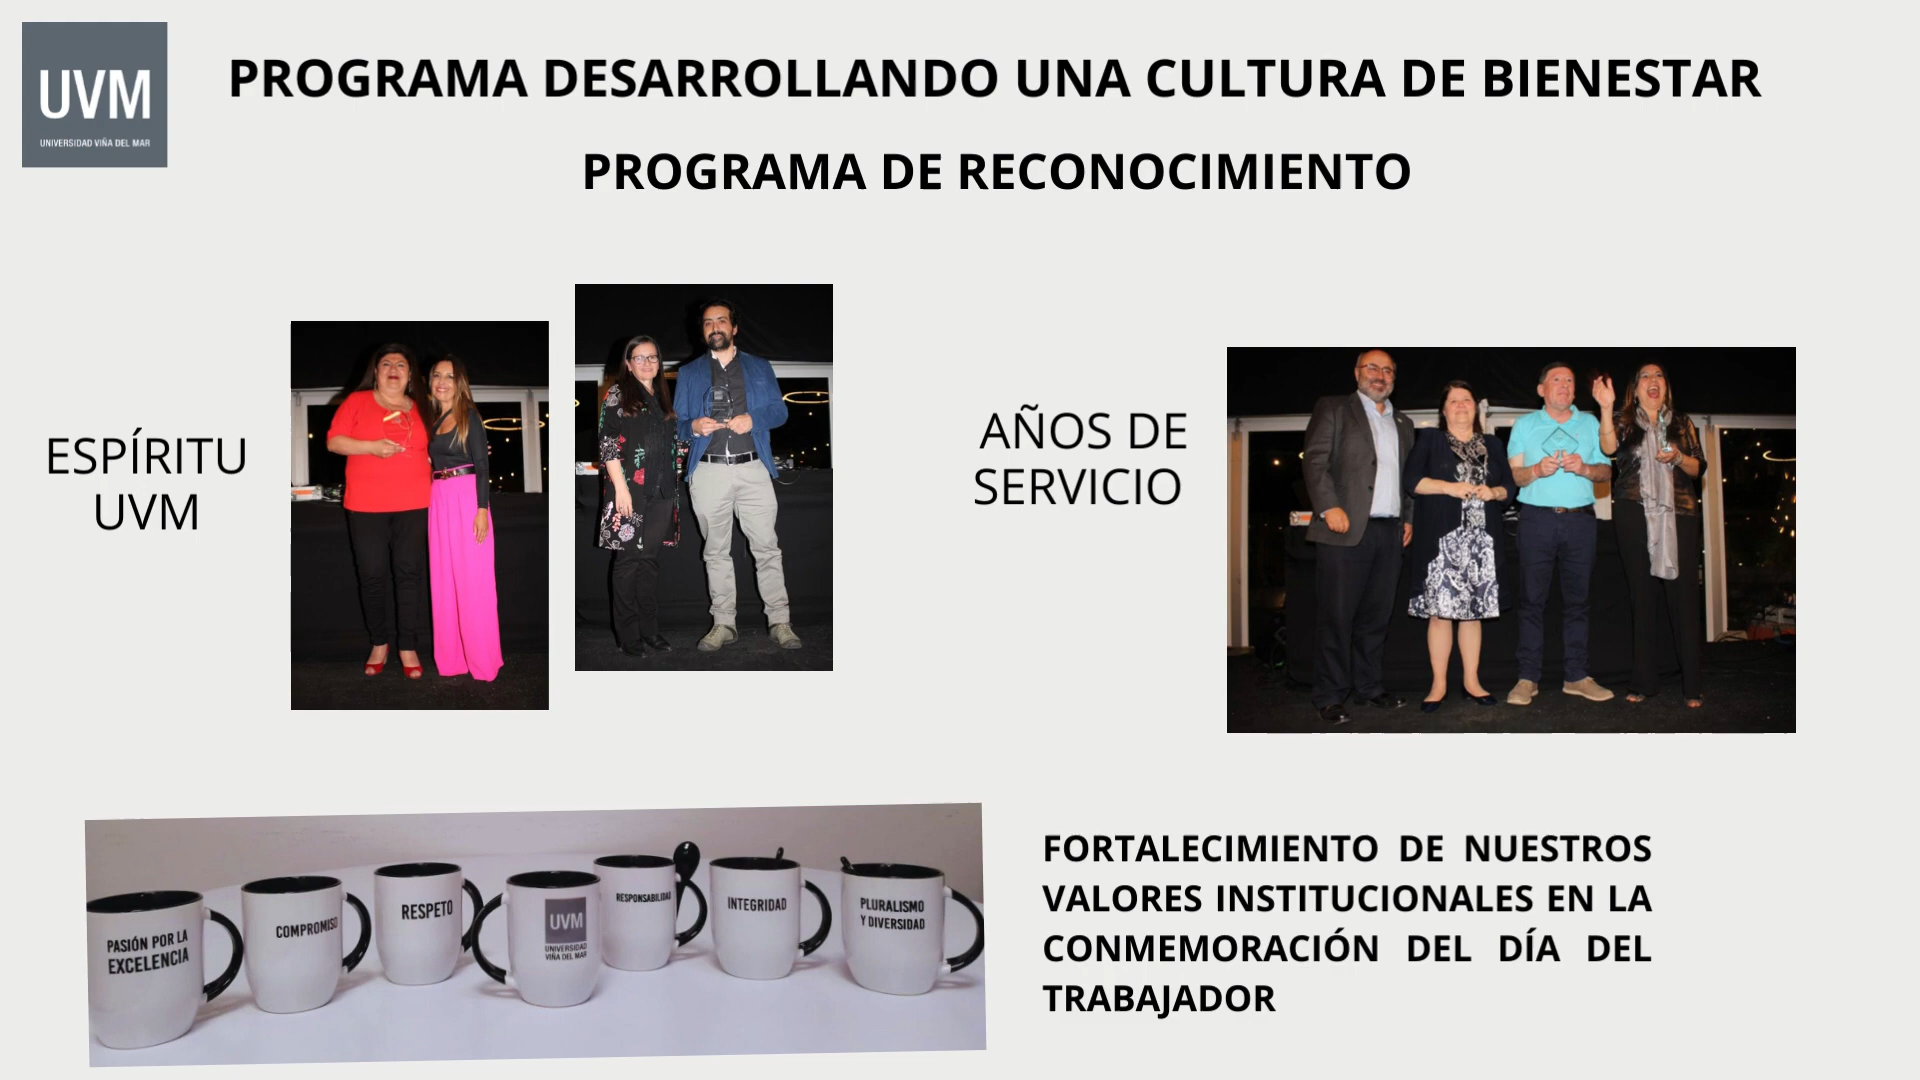 UVM
UNIVERSIDAD VIÑA DEL MAR
PROGRAMA DESARROLLANDO UNA CULTURA DE BIENESTAR
PROGRAMA DE RECONOCIMIENTO
ESPÍRITU
UVM
AÑOS DE
SERVICIO
PASIÓN POR LA
EXCELENCIA
COMPROMISO
RESPETO
UVM
UNIVERSIDAD
VIÑA DEL MAR
RESPONSABILIDAD
INTEGRIDAD
PLURALISMO
Y DIVERSIDAD
FORTALECIMIENTO DE NUESTROS
VALORES INSTITUCIONALES EN LA
CONMEMORACIÓN DEL DÍA DEL
TRABAJADOR